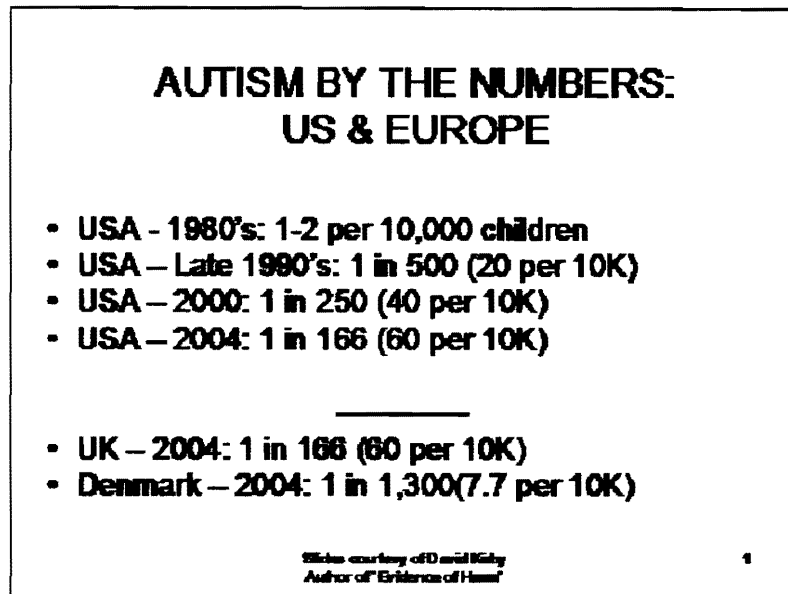 AUTISM BY THE NUMBERS:
US & EUROPE
• USA - 1980's: 1-2 per 10,000 children
• USA – Late 1990's: 1 in 500 (20 per 10K)
• USA – 2000: 1 in 250 (40 per 10K)
• USA – 2004: 1 in 166 (60 per 10K)
• UK – 2004: 1 in 166 (60 per 10K)
• Denmark – 2004: 1 in 1,300(7.7 per 10K)
Slides courtesy of David Kirby
Author of "Evidence of Harm"
1